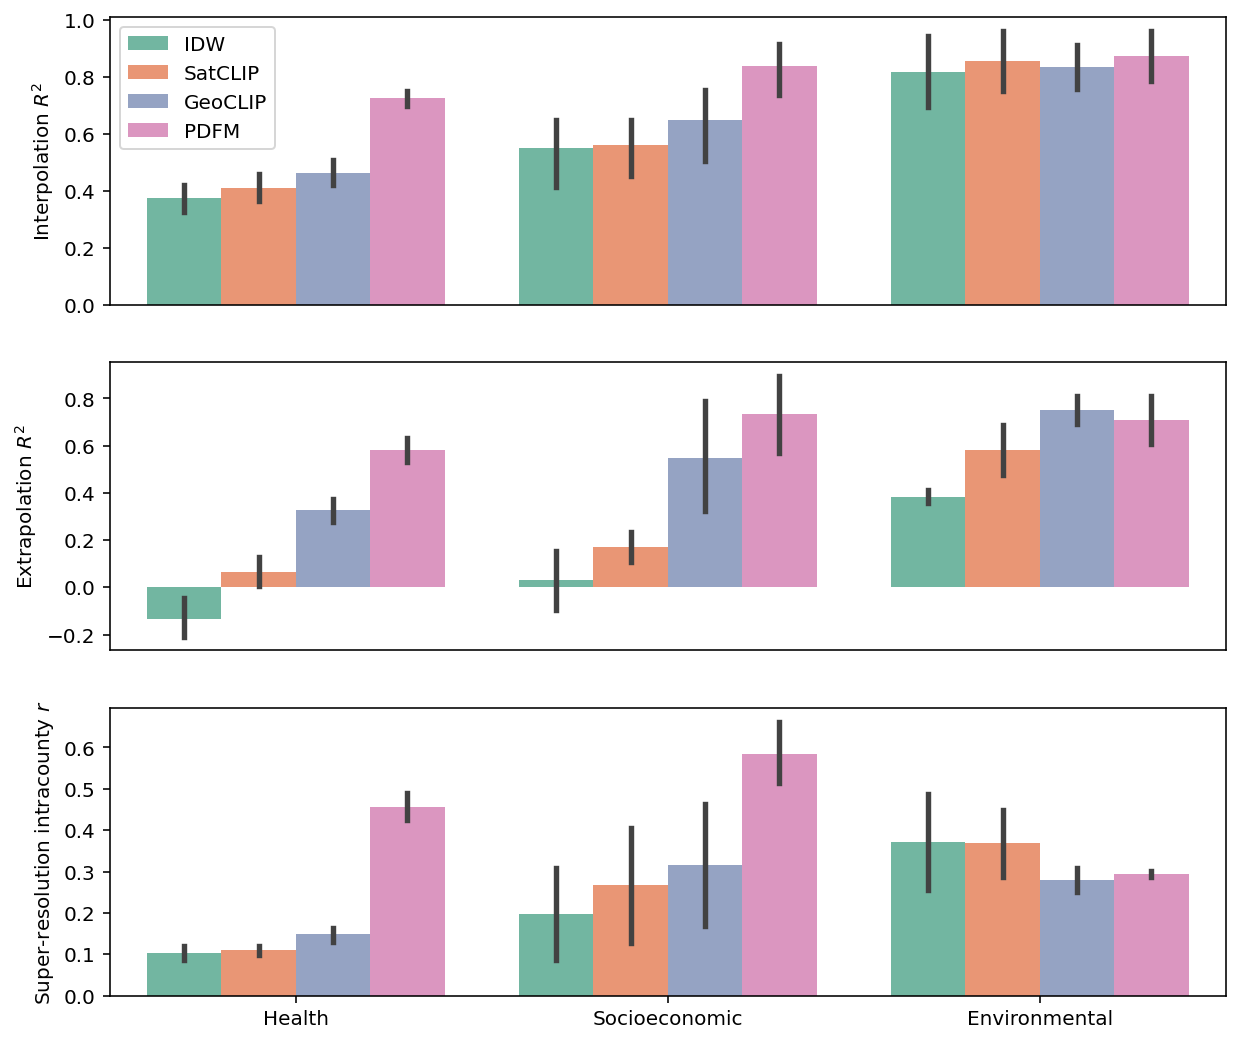 Interpolation R²
1.0
0.8
0.6
0.4
0.2
0.0
IDW
SatCLIP
GeoCLIP
PDFM
Extrapolation R²
0.8
0.6
0.4
0.2
0.0
−0.2
Super-resolution intracounty r
0.6
0.5
0.4
0.3
0.2
0.1
0.0
Health Socioeconomic Environmental